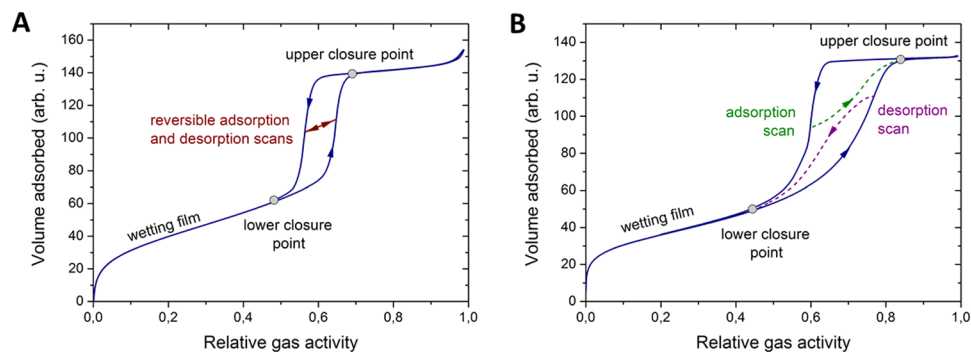 A
Volume adsorbed (arb. u.)
160
140
120
100
80
60
40
20
0
0,0
0,2
0,4
0,6
0,8
1,0
Relative gas activity
upper closure point
reversible adsorption
and desorption scans
wetting film
lower closure
point
B
Volume adsorbed (arb. u.)
140
120
100
80
60
40
20
0
0,0
0,2
0,4
0,6
0,8
1,0
Relative gas activity
upper closure point
adsorption
scan
desorption
scan
wetting film
lower closure
point